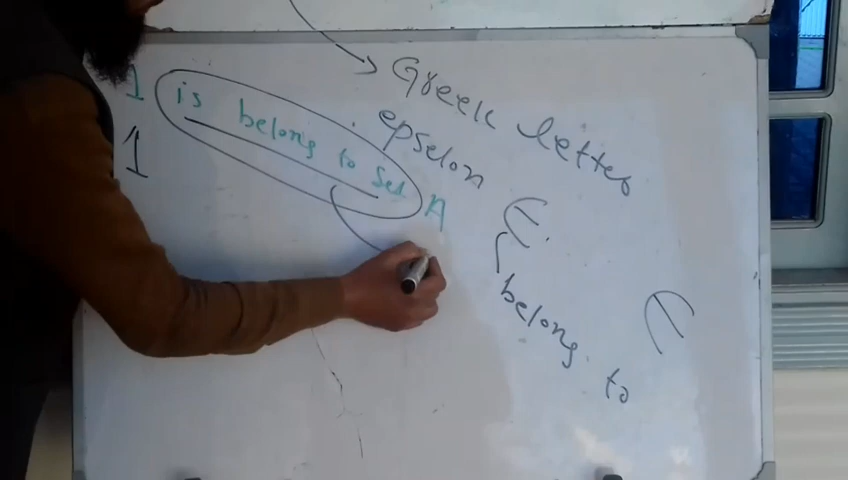 1 is belong to Set A
1
Greek letter
epselon ∈.
belong to ∈